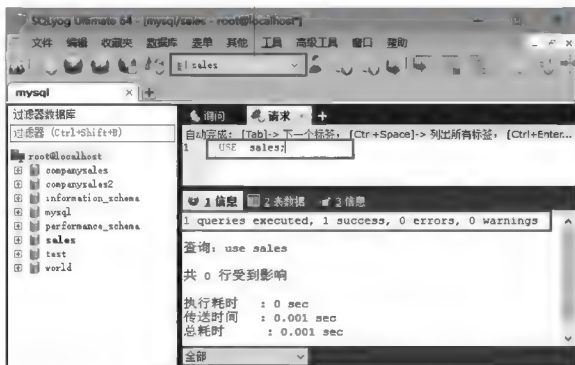 SQLyog Ultimate 64 - [mysql/sales - root@localhost*]
文件 编辑 收藏夹 数据库 表单 其他 工具 高级工具 窗口 帮助
sales
mysql
过滤器数据库
过滤器 (Ctrl+Shift+B)
root@localhost
companysales
companysales2
information_schema
mysql
performance_schema
sales
test
world
询问 请求
自动完成: [Tab]-> 下一个标签, [Ctr +Space]-> 列出所有标签, [Ctrl+Enter...
1 USE sales;
1 信息 2 表数据 3 信息
1 queries executed, 1 success, 0 errors, 0 warnings
查询: use sales
共 0 行受到影响
执行耗时 : 0 sec
传送时间 : 0.001 sec
总耗时 : 0.001 sec
全部